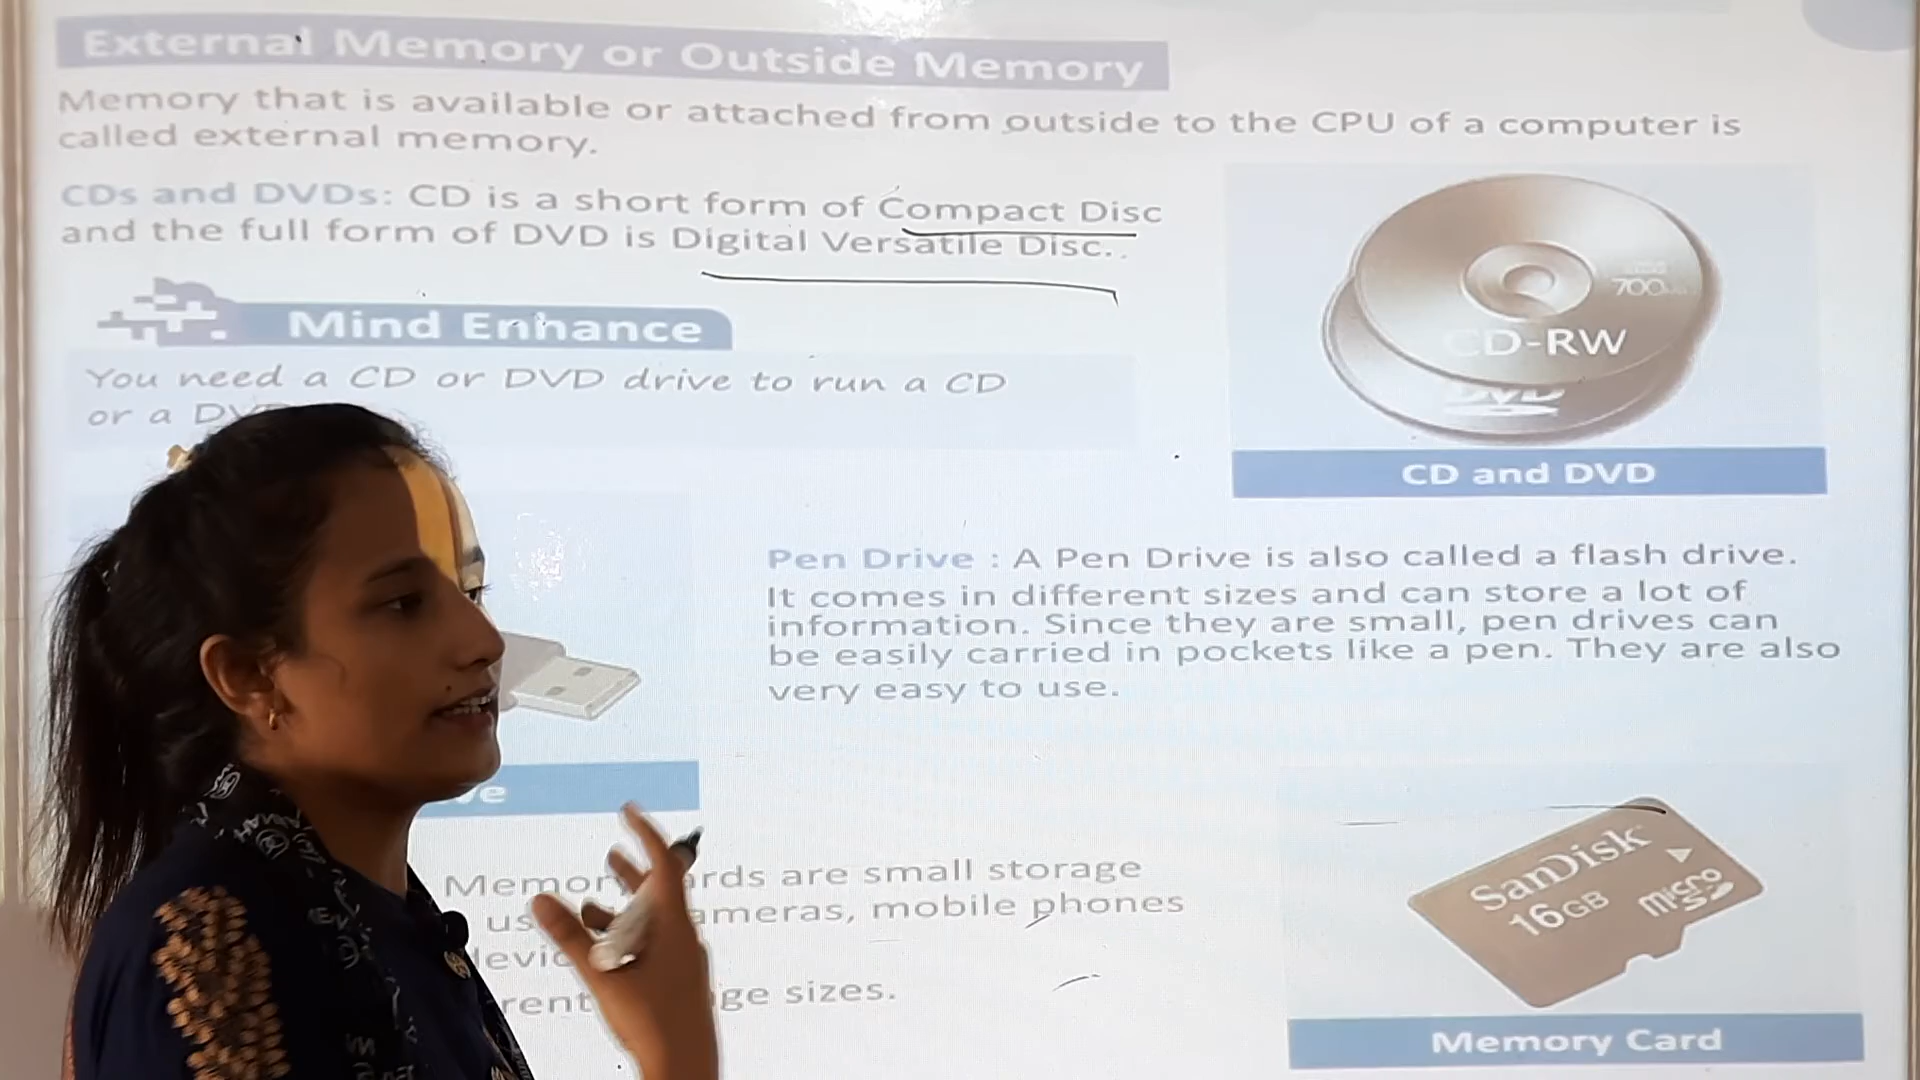 External Memory or Outside Memory
Memory that is available or attached from outside to the CPU of a computer is
called external memory.
CDs and DVDs: CD is a short form of Compact Disc
and the full form of DVD is Digital Versatile Disc.
700
CD-RW
DVD
Mind Enhance
You need a CD or DVD drive to run a CD
or a
CD and DVD
Pen Drive : A Pen Drive is also called a flash drive.
It comes in different sizes and can store a lot of
information. Since they are small, pen drives can
be easily carried in pockets like a pen. They are also
very easy to use.
are small storage
mobile phones
sizes.
SanDisk
16GB
micro
SD
Memory Card